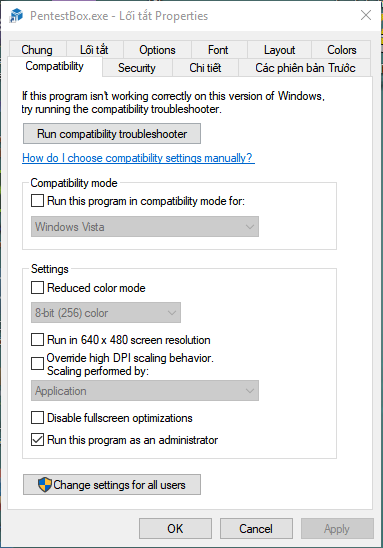 PentestBox.exe - Lối tắt Properties
Chung
Lối tắt
Options
Font
Layout
Colors
Compatibility
Security
Chi tiết
Các phiên bản Trước
If this program isn't working correctly on this version of Windows,
try running the compatibility troubleshooter.
Run compatibility troubleshooter
How do I choose compatibility settings manually?
Compatibility mode
Run this program in compatibility mode for:
Windows Vista
Settings
Reduced color mode
8-bit (256) color
Run in 640 x 480 screen resolution
Override high DPI scaling behavior.
Scaling performed by:
Application
Disable fullscreen optimizations
Run this program as an administrator
Change settings for all users
OK
Cancel
Apply